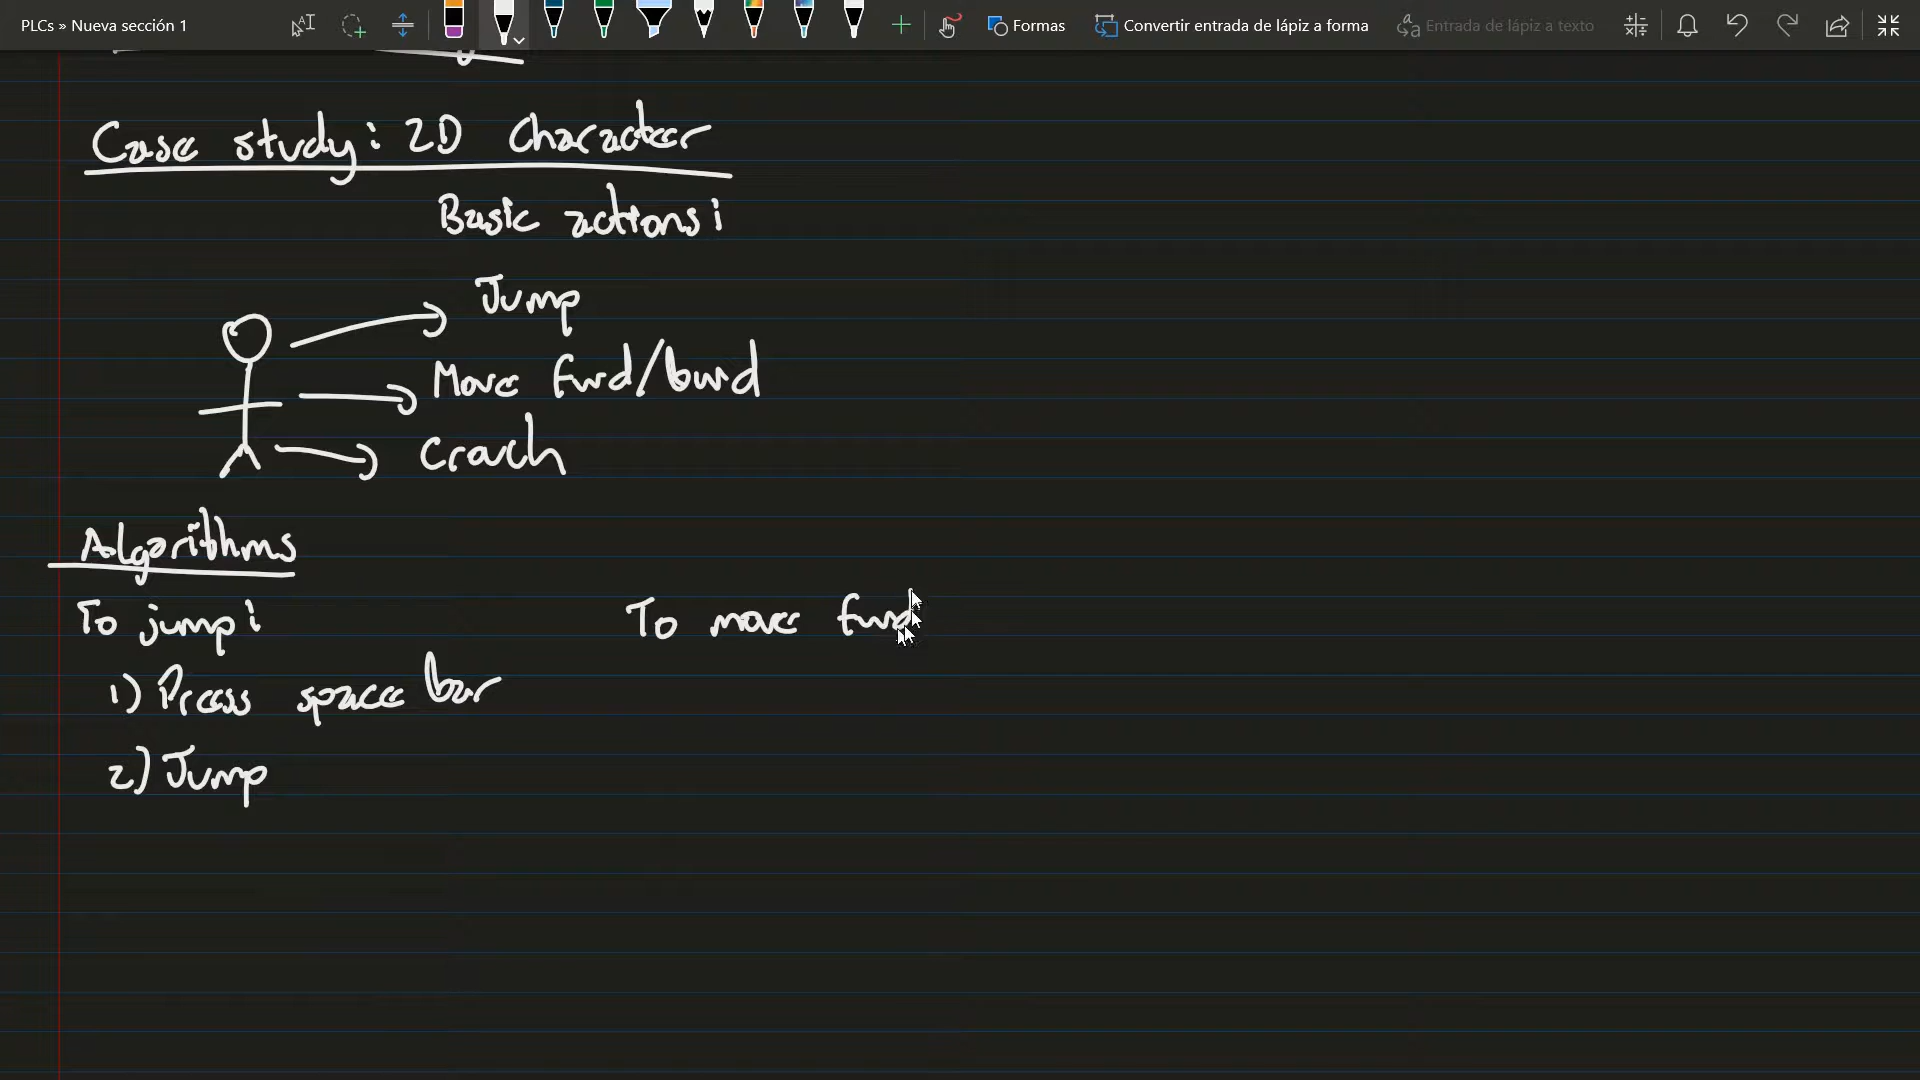 PLCs » Nueva sección 1
Formas
Convertir entrada de lápiz a forma
Entrada de lápiz a texto
Case study: 2D Character
Basic actions:
Jump
Move fwd/bwd
Crouch
Algorithms
To jump:
1) Press space bar
2) Jump
To move fwd